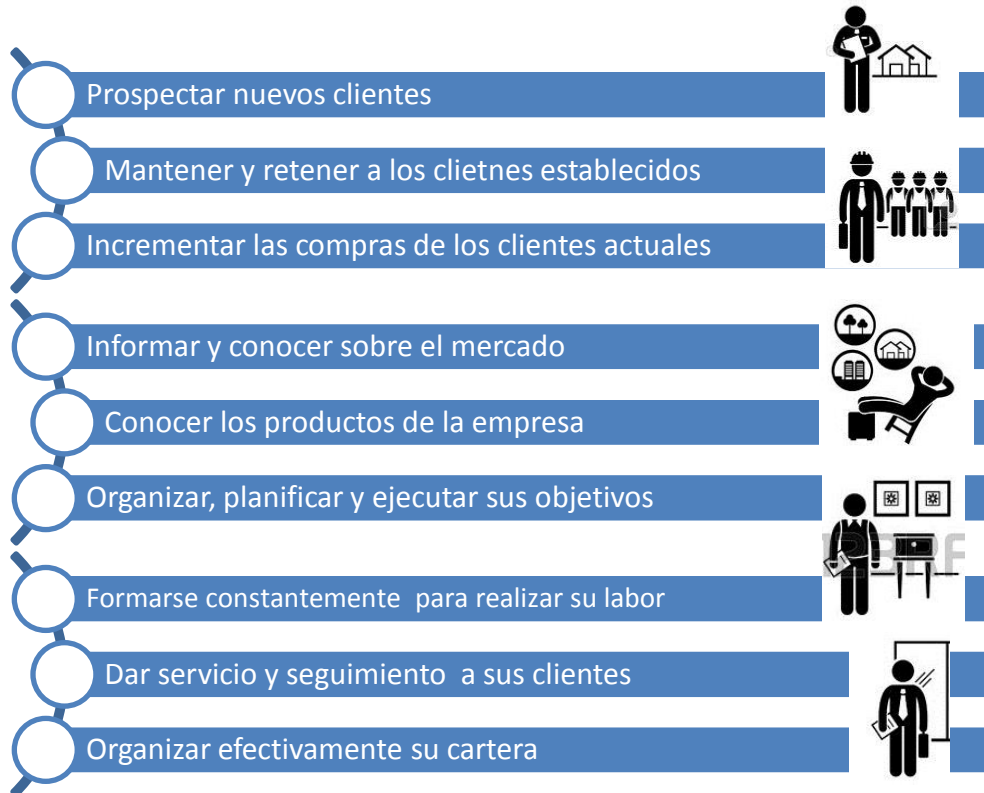 Prospectar nuevos clientes
Mantener y retener a los clietnes establecidos
Incrementar las compras de los clientes actuales
Informar y conocer sobre el mercado
Conocer los productos de la empresa
Organizar, planificar y ejecutar sus objetivos
Formarse constantemente  para realizar su labor
Dar servicio y seguimiento  a sus clientes
Organizar efectivamente su cartera